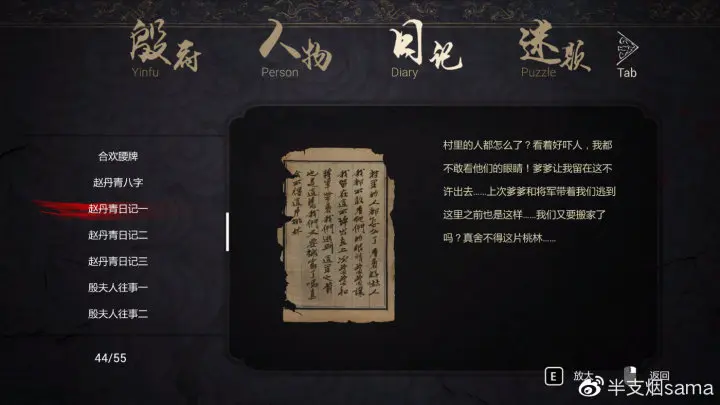 殷府
Yinfu
人物
Person
日记
Diary
Puzzle
Tab
合欢腰牌
赵丹青八字
赵丹青日记一
赵丹青日记二
赵丹青日记三
殷夫人往事一
殷夫人往事二
44/55
村里的人都怎么了？看着好吓人，我都
不敢看他们的眼睛！爹爹让我留在这不
许出去……上次爹爹和将军带着我们逃到
这里之前也是这样……我们又要搬家了
吗？真舍不得这片桃林……
E 放大
返回
半支烟sama